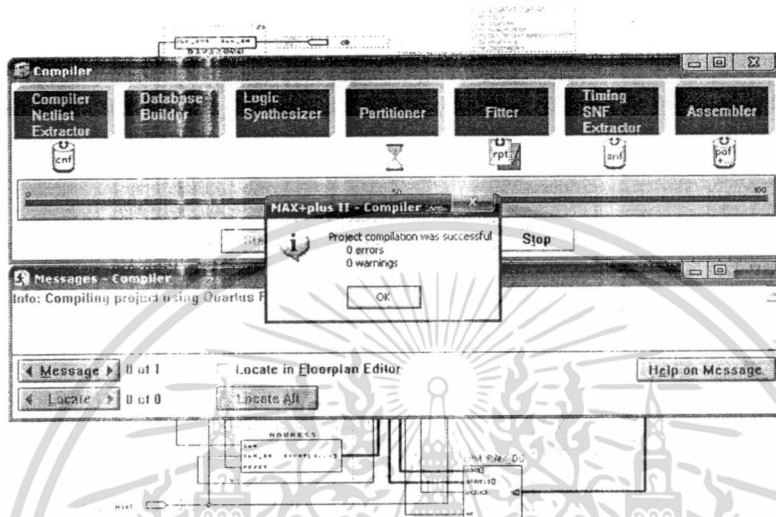 Compiler
Compiler Netlist Extractor
Database Builder
Logic Synthesizer
Partitioner
Fitter
Timing SNF Extractor
Assembler
cnf
rpt
snf
pof
0
50
100
MAX+plus II - Compiler
Project compilation was successful
0 errors
0 warnings
OK
Stop
Messages - Compiler
Info: Compiling project using Quartus F
Message
0 of 1
Locate in Floorplan Editor
Help on Message
Locate
0 of 0
Locate All
ADDRESS
RESET